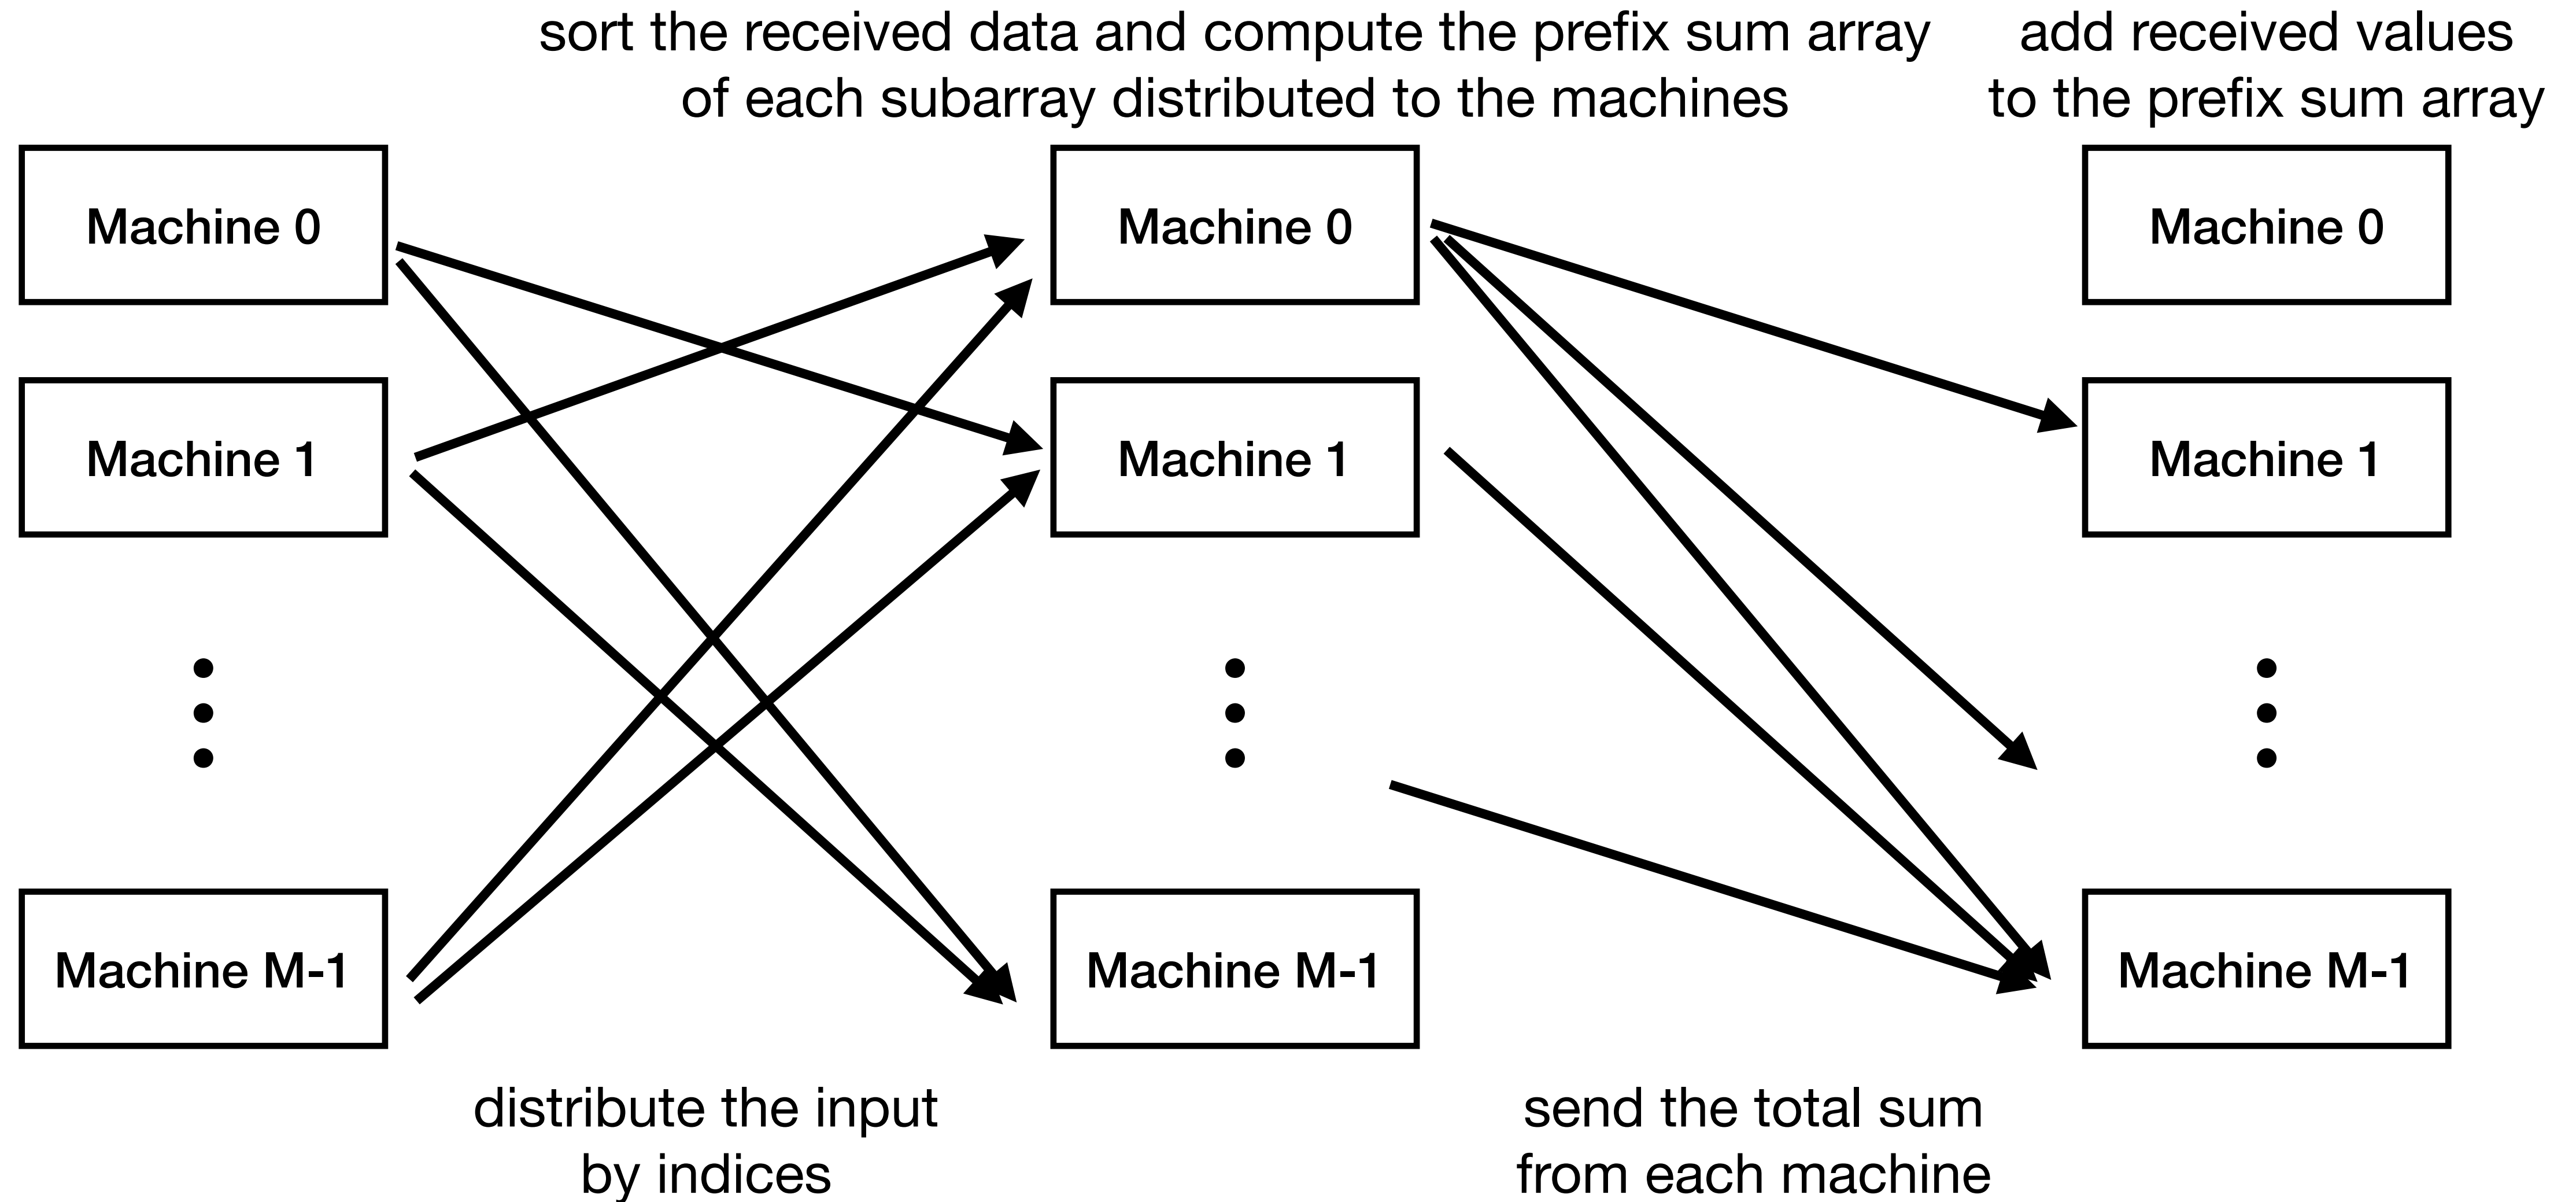 sort the received data and compute the prefix sum array
of each subarray distributed to the machines
add received values
to the prefix sum array
Machine 0
Machine 0
Machine 0
Machine 1
Machine 1
Machine 1
Machine M-1
Machine M-1
Machine M-1
distribute the input
by indices
send the total sum
from each machine